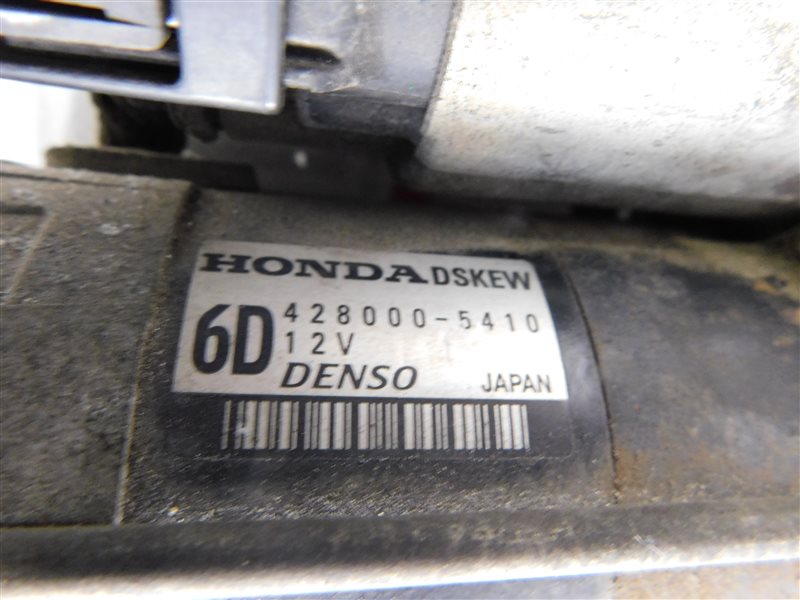 HONDA DSKEW
6D 428000-5410
12V
DENSO JAPAN